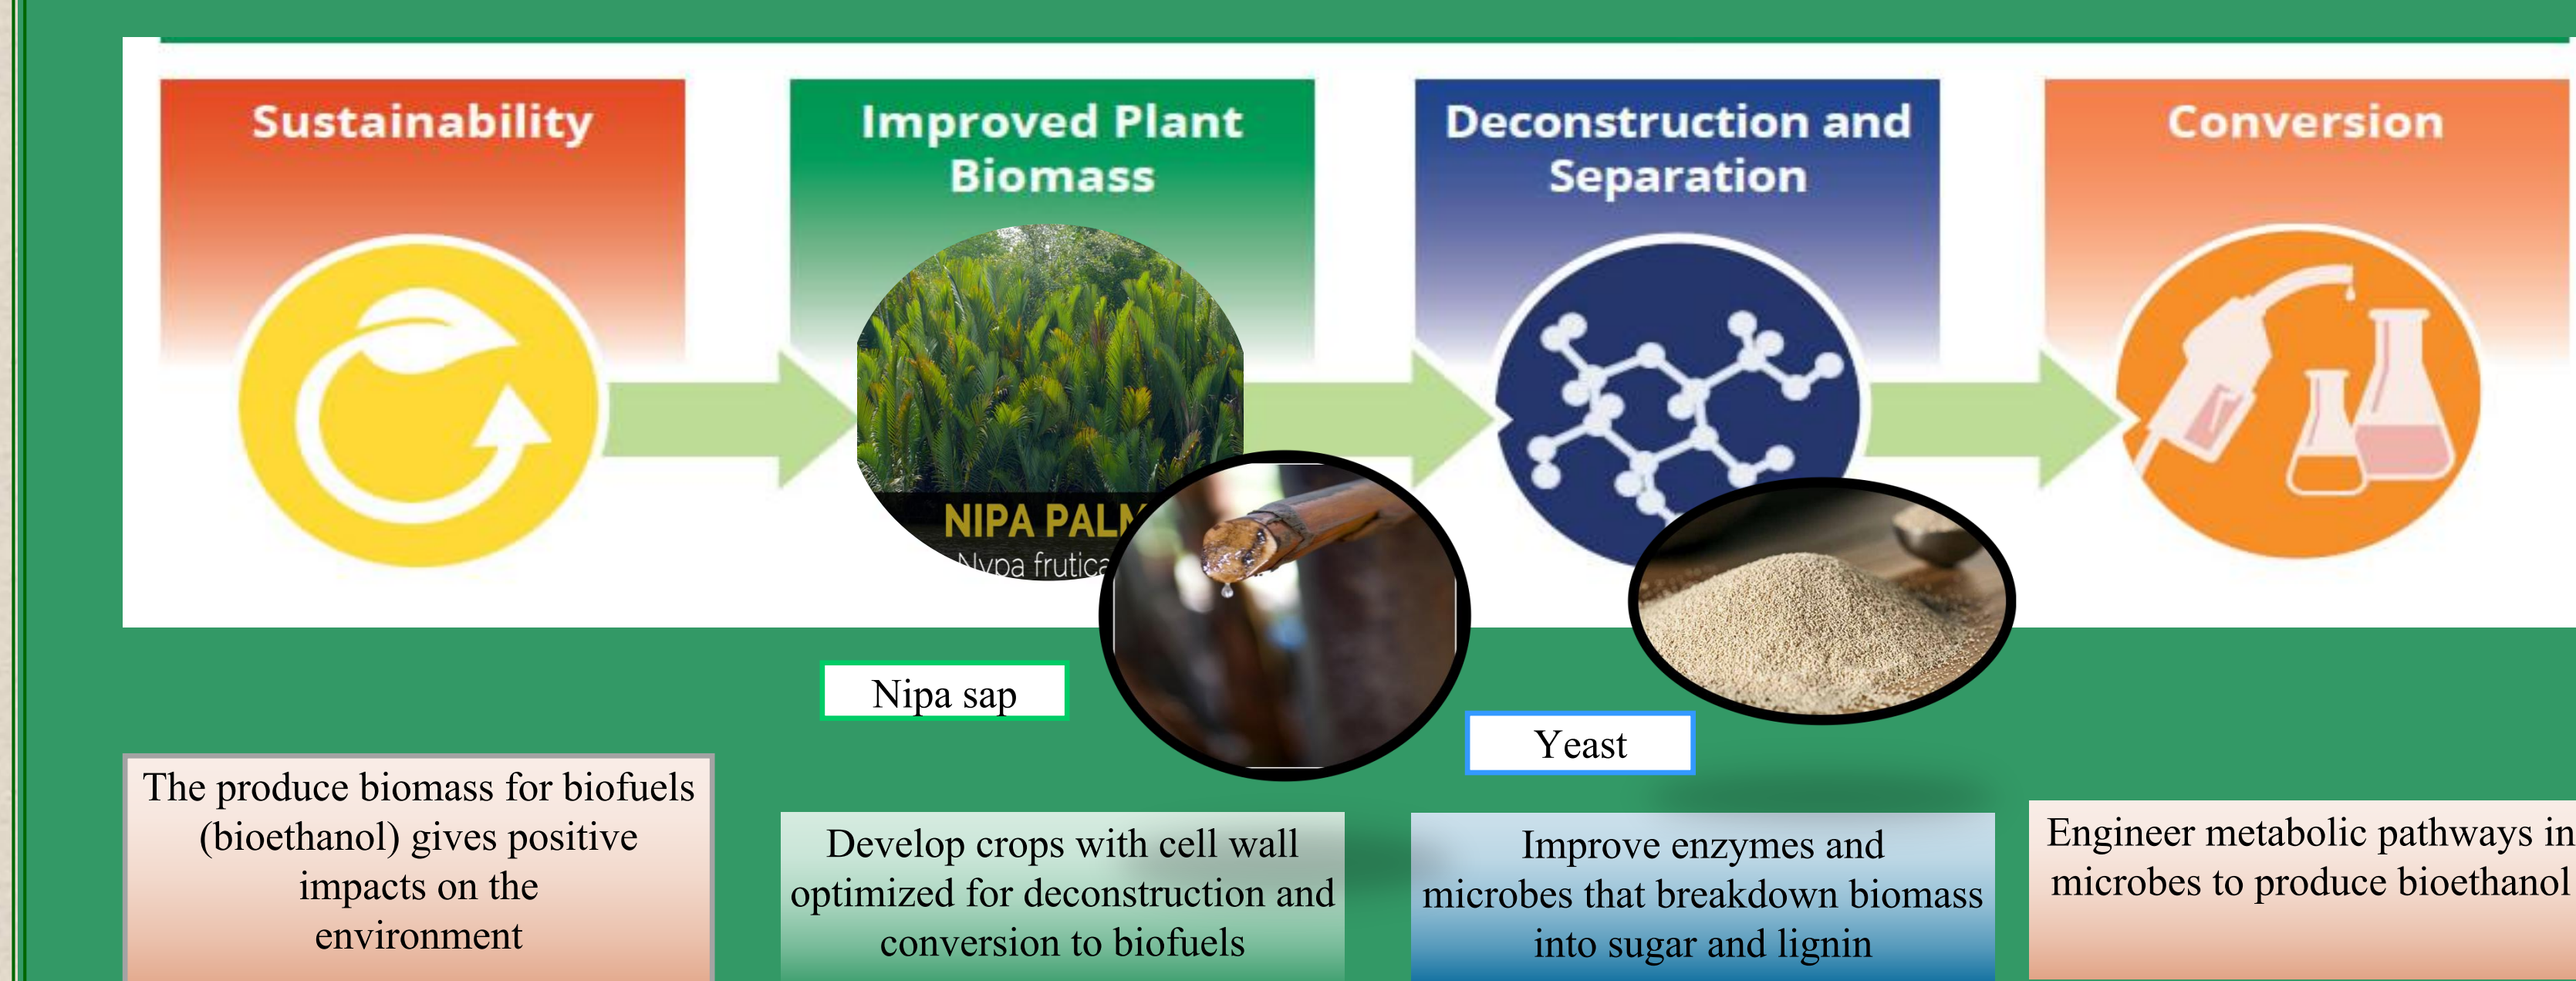 Sustainability
Improved Plant
Biomass
Deconstruction and
Separation
Conversion
NIPA PALM
Nypa frutica
Nipa sap
Yeast
The produce biomass for biofuels
(bioethanol) gives positive
impacts on the
environment
Develop crops with cell wall
optimized for deconstruction and
conversion to biofuels
Improve enzymes and
microbes that breakdown biomass
into sugar and lignin
Engineer metabolic pathways in
microbes to produce bioethanol